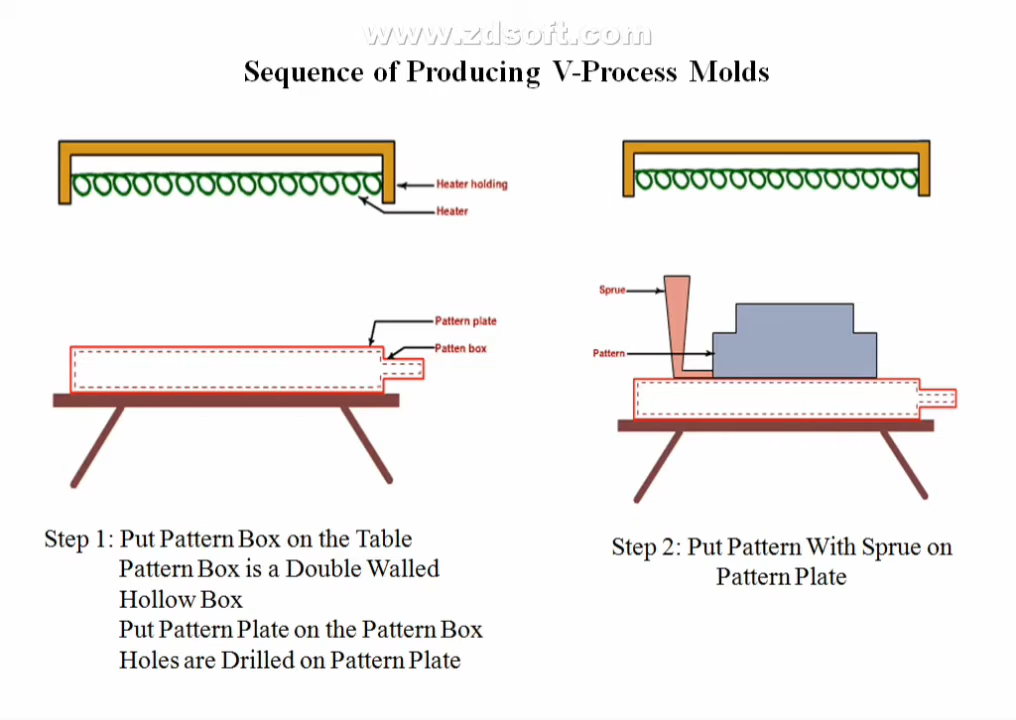 www.zdsoft.com
Sequence of Producing V-Process Molds
Heater holding
Heater
Sprue
Pattern plate
Patten box
Pattern
Step 1: Put Pattern Box on the Table
Pattern Box is a Double Walled
Hollow Box
Put Pattern Plate on the Pattern Box
Holes are Drilled on Pattern Plate
Step 2: Put Pattern With Sprue on
Pattern Plate